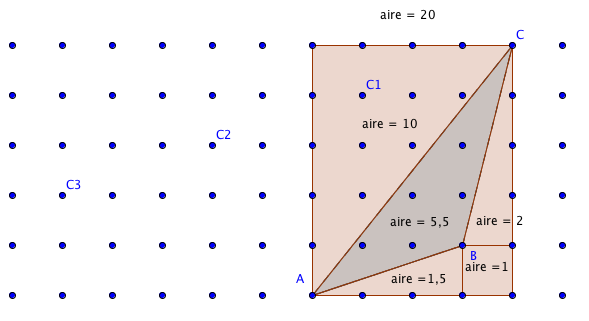 aire = 20
C
C1
aire = 10
C2
C3
aire = 5,5
aire = 2
B
aire =1
A
aire =1,5